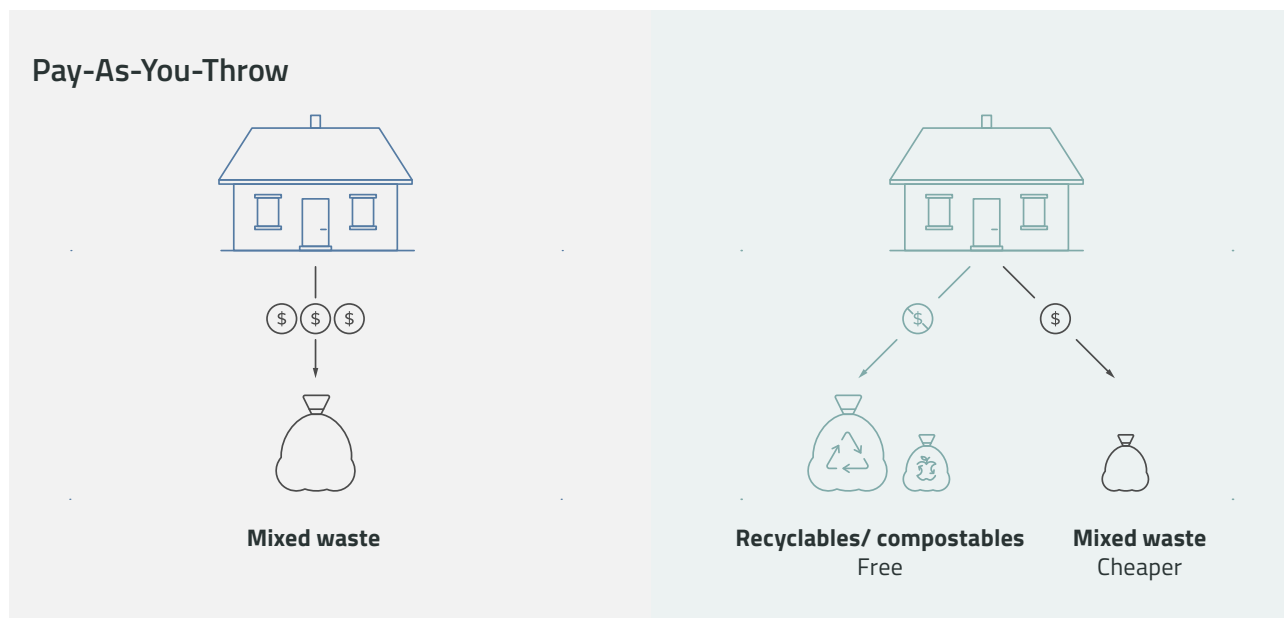 Pay-As-You-Throw
$ $ $
Mixed waste
$ $
Recyclables/ compostables
Free
Mixed waste
Cheaper